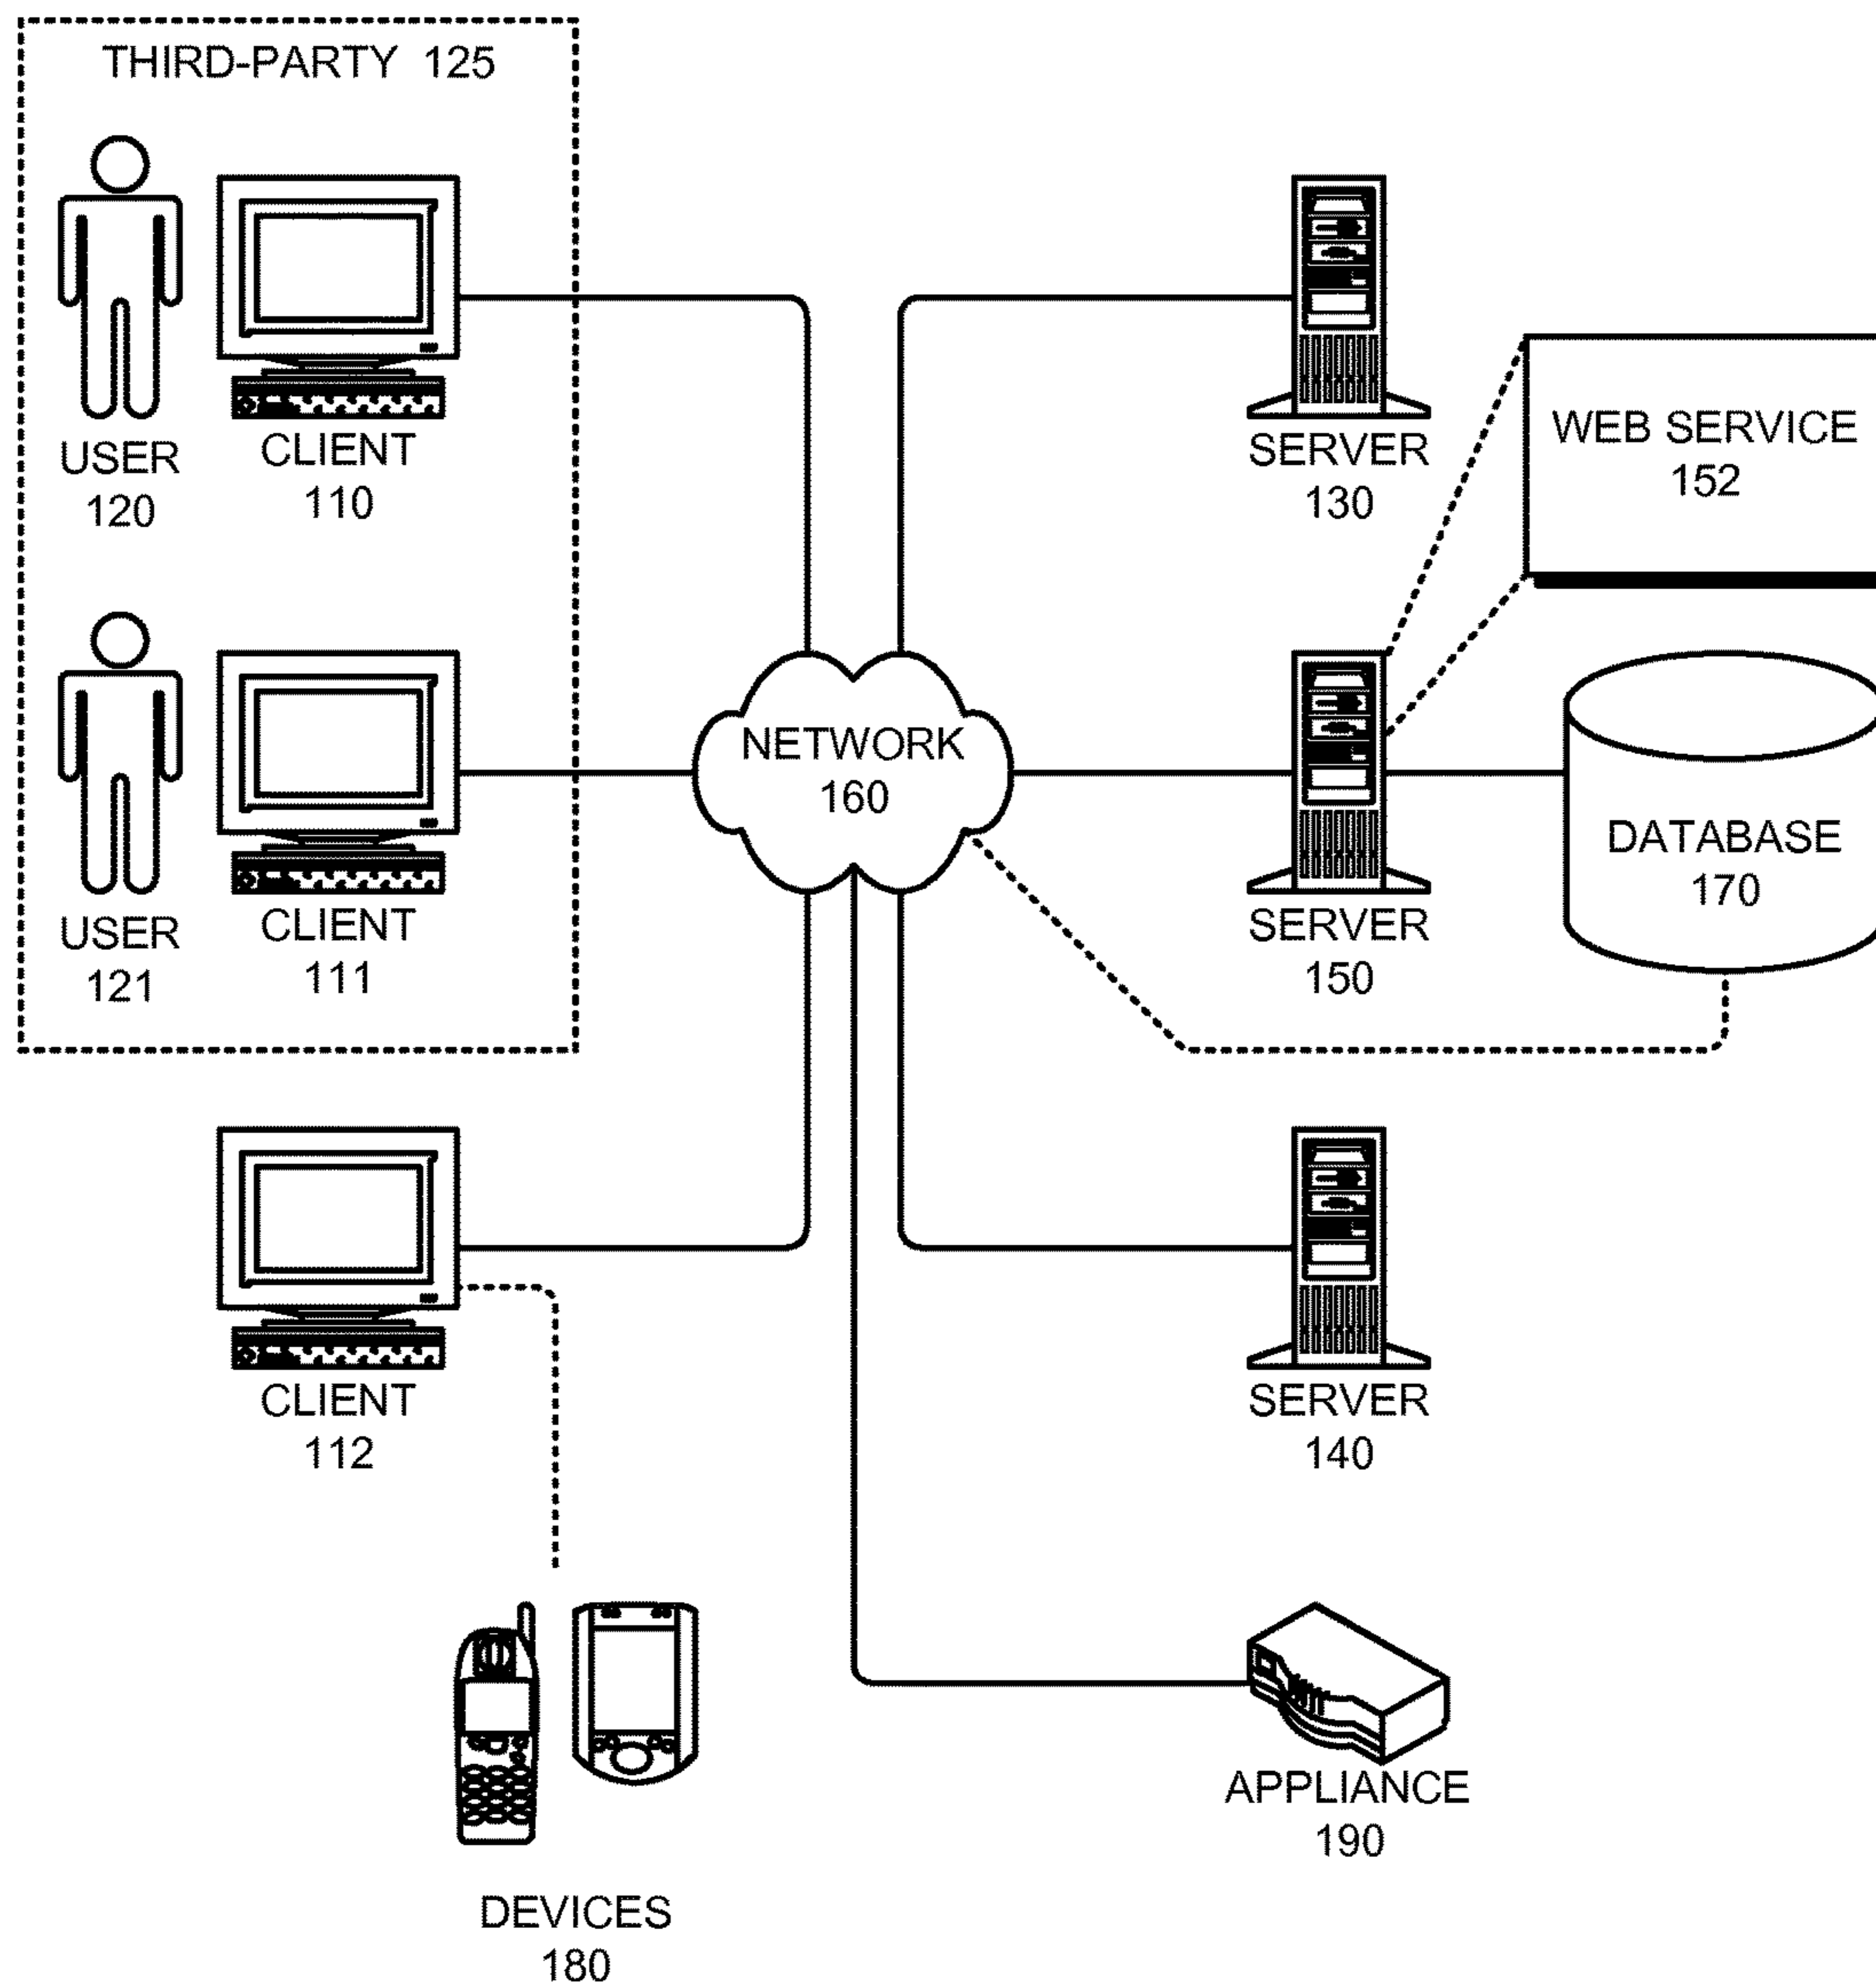 THIRD-PARTY 125
USER
120
CLIENT
110
SERVER
130
WEB SERVICE
152
USER
121
CLIENT
111
NETWORK
160
SERVER
150
DATABASE
170
CLIENT
112
SERVER
140
DEVICES
180
APPLIANCE
190